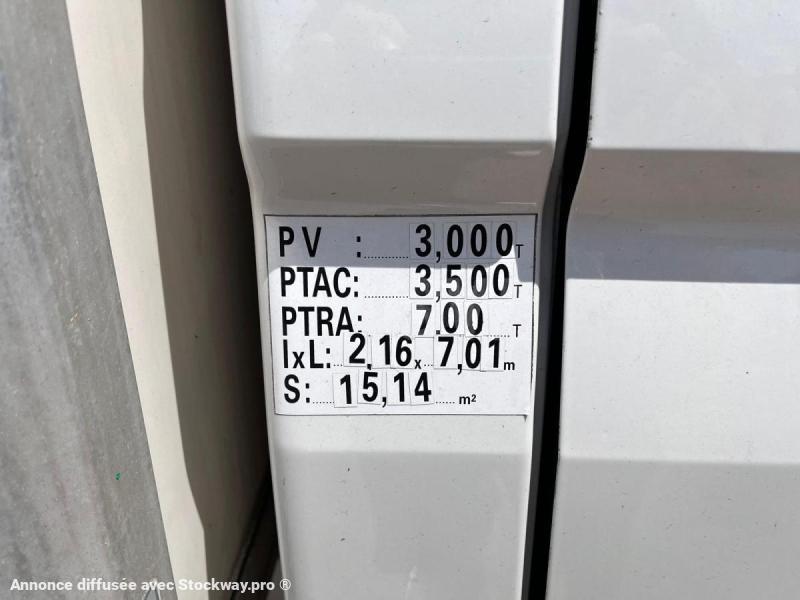 PV : 3,000 T
PTAC: 3,500 T
PTRA: 7.00 T
lxL: 2,16 x 7,01 m
S: 15,14 m²
Annonce diffusée avec Stockway.pro ®